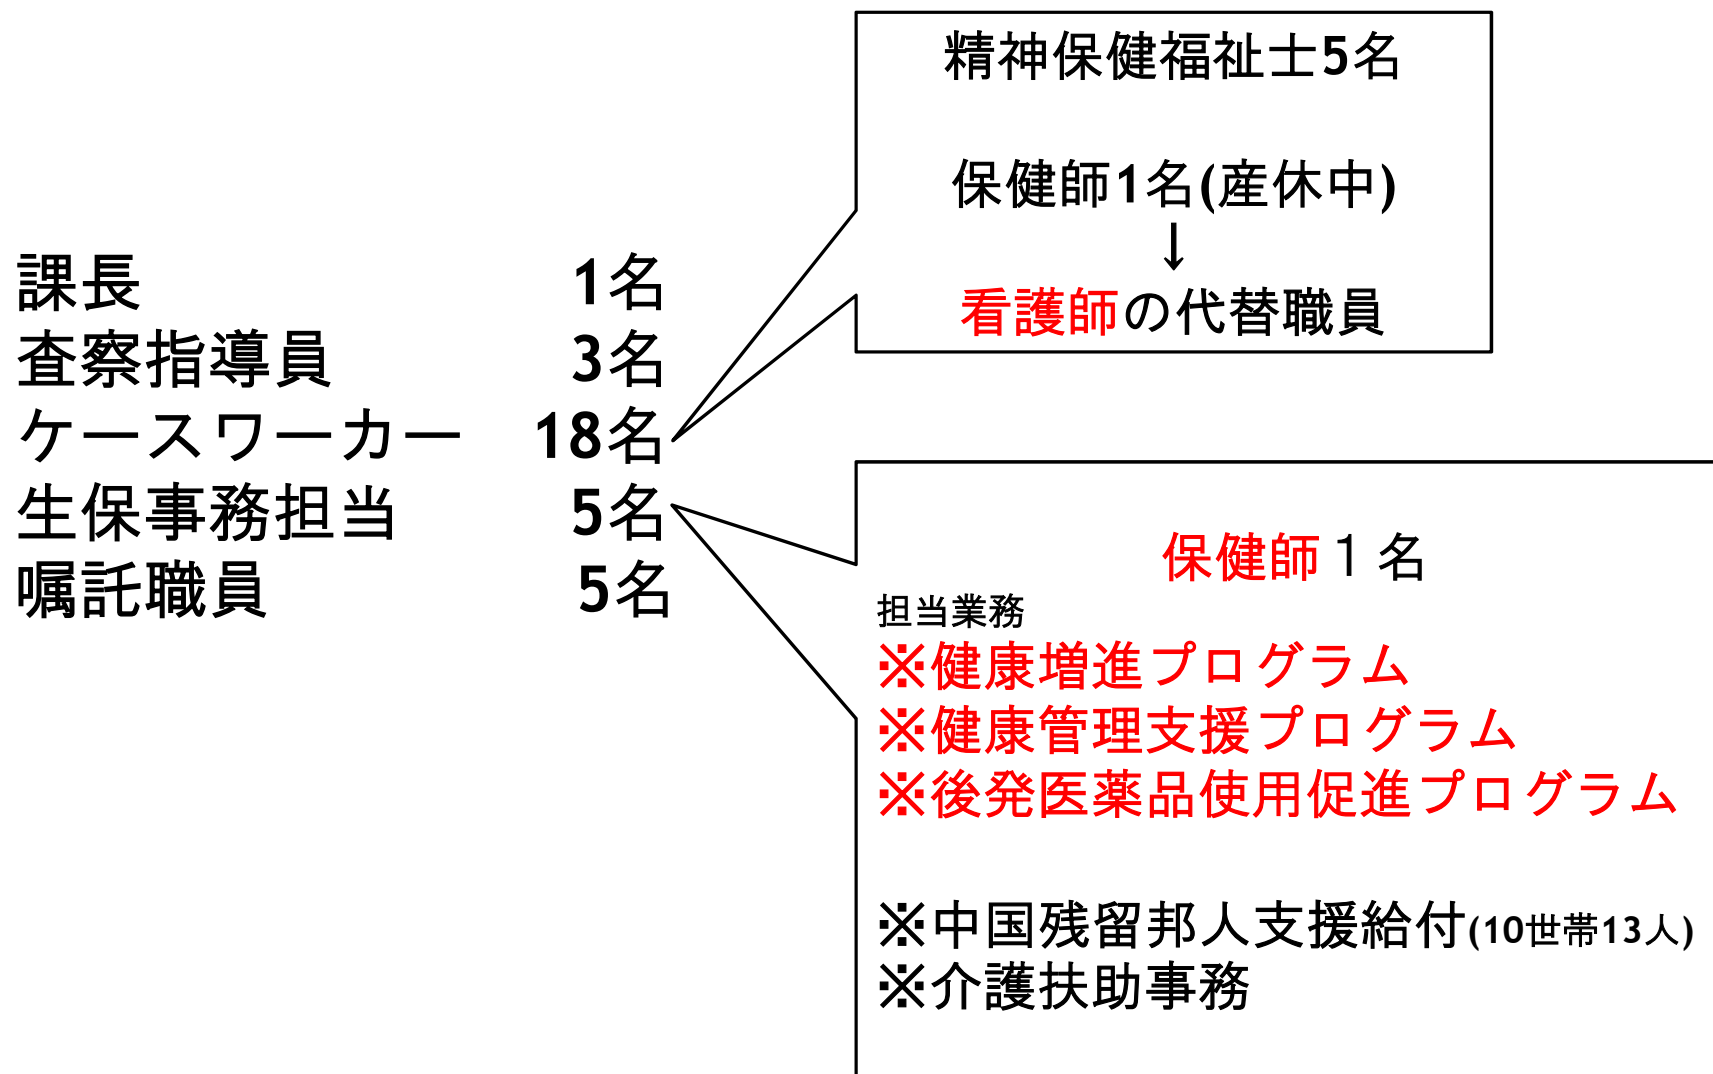 精神保健福祉士5名
保健師1名(産休中)
↓
看護師の代替職員
課長 1名
査察指導員 3名
ケースワーカー 18名
生保事務担当 5名
嘱託職員 5名
保健師１名
担当業務
※健康増進プログラム
※健康管理支援プログラム
※後発医薬品使用促進プログラム
※中国残留邦人支援給付(10世帯13人)
※介護扶助事務